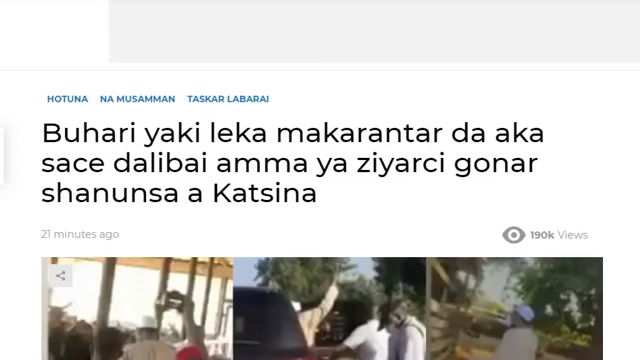 HOTUNA NA MUSAMMAN TASKAR LABARAI
Buhari yaki leka makarantar da aka
sace dalibai amma ya ziyarci gonar
shanunsa a Katsina
21 minutes ago 190k Views